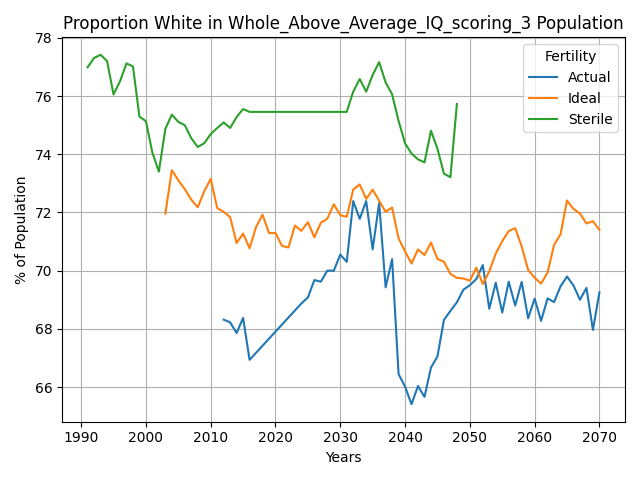 Proportion White in Whole_Above_Average_IQ_scoring_3 Population
% of Population
78
76
74
72
70
68
66
Fertility
Actual
Ideal
Sterile
1990 2000 2010 2020 2030 2040 2050 2060 2070
Years